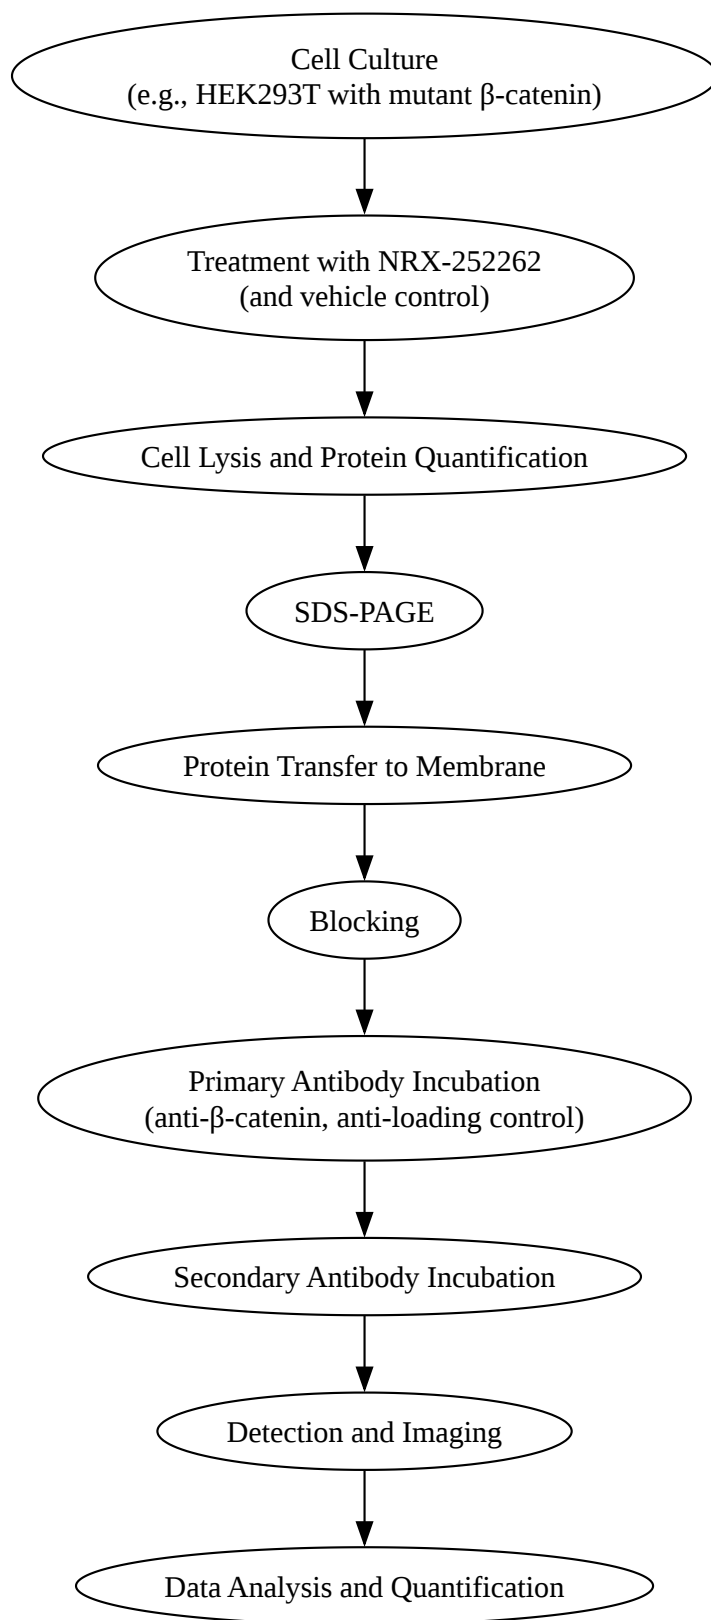 Cell Culture
(e.g., HEK293T with mutant β-catenin)
Treatment with NRX-252262
(and vehicle control)
Cell Lysis and Protein Quantification
SDS-PAGE
Protein Transfer to Membrane
Blocking
Primary Antibody Incubation
(anti-β-catenin, anti-loading control)
Secondary Antibody Incubation
Detection and Imaging
Data Analysis and Quantification